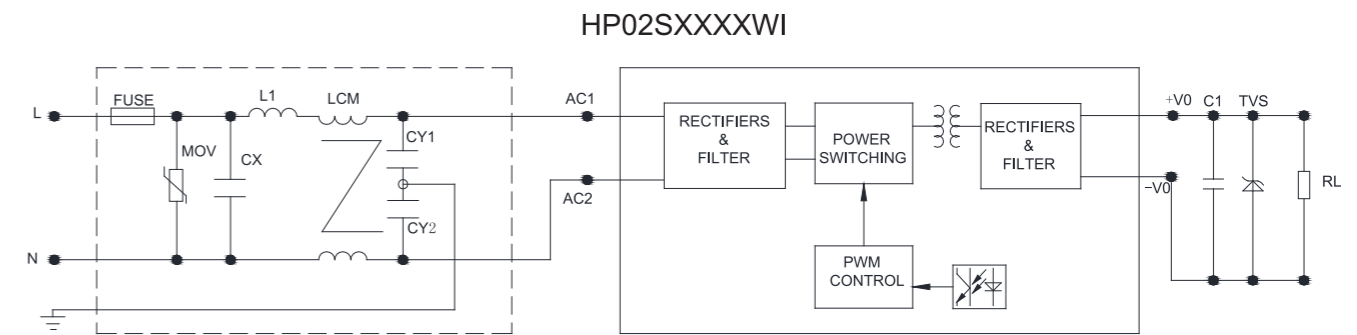 HP02SXXXXWI
L
FUSE
L1
LCM
MOV
CX
CY1
CY2
N
AC1
AC2
RECTIFIERS
&
FILTER
POWER
SWITCHING
RECTIFIERS
&
FILTER
PWM
CONTROL
+V0
C1
TVS
-V0
RL